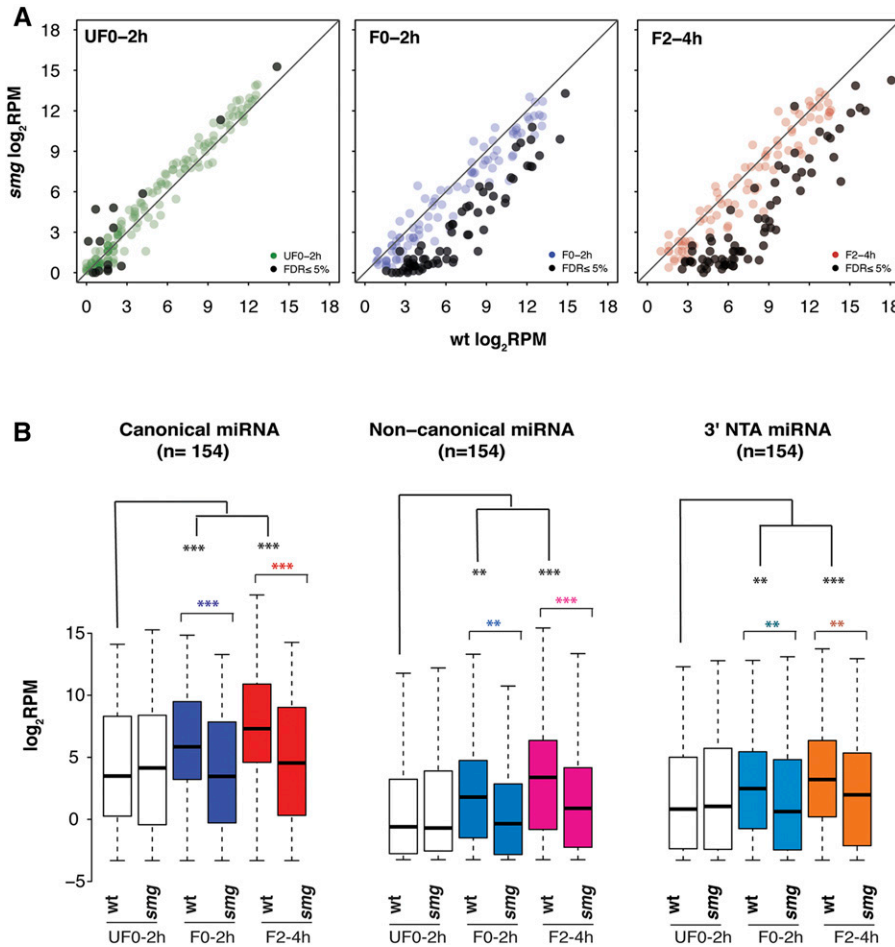 A
UF0–2h
F0–2h
F2–4h
smg log2RPM
18
15
12
9
6
3
0
UF0–2h
FDR≤ 5%
F0–2h
FDR≤ 5%
F2–4h
FDR≤ 5%
0 3 6 9 12 15
0 3 6 9 12 15
0 3 6 9 12 15 18
wt log2RPM
B
Canonical miRNA
(n= 154)
Non–canonical miRNA
(n=154)
3' NTA miRNA
(n=154)
*** ***
*** ***
** ***
** ***
** ***
** **
log2RPM
15
10
5
0
−5
wt smg wt smg wt smg
UF0-2h F0-2h F2-4h
wt smg wt smg wt smg
UF0-2h F0-2h F2-4h
wt smg wt smg wt smg
UF0-2h F0-2h F2-4h